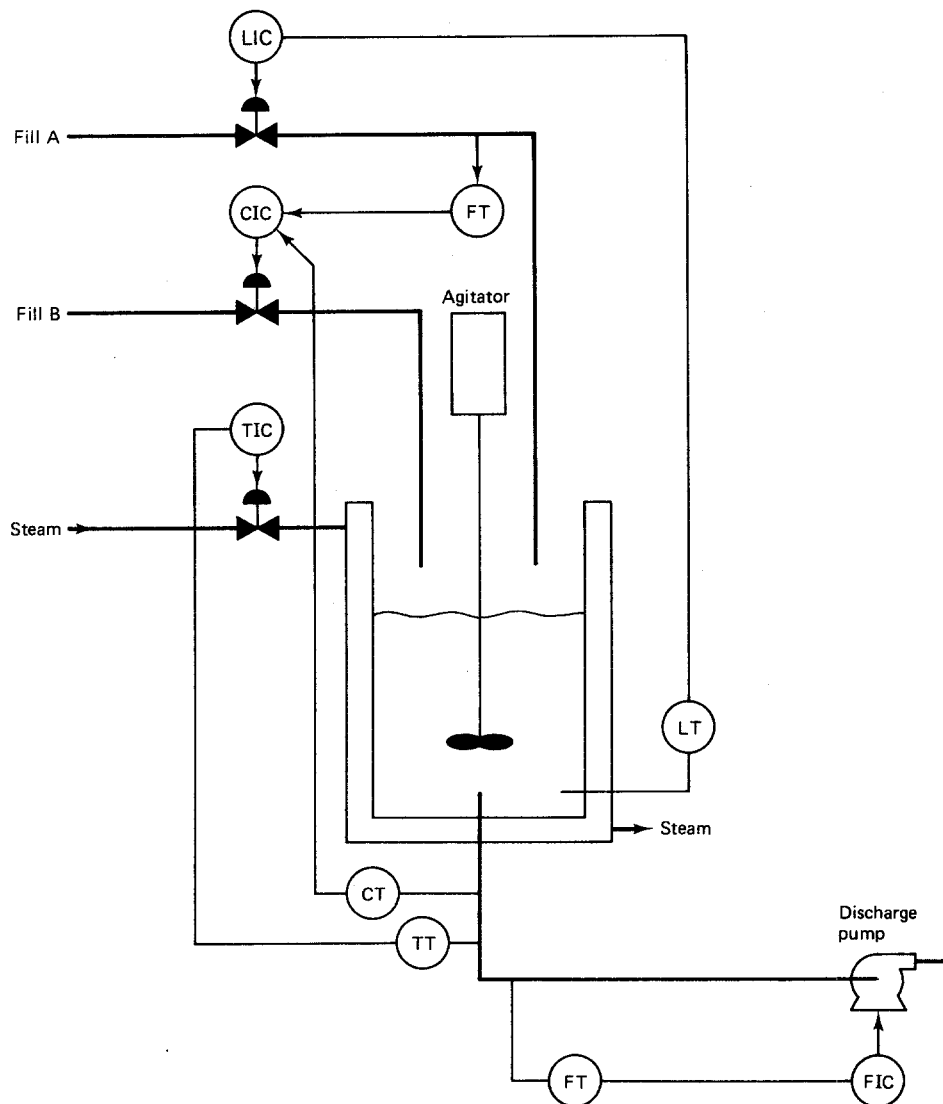 LIC
Fill A
CIC
FT
Fill B
Agitator
TIC
Steam
LT
Steam
CT
TT
Discharge
pump
FT
FIC